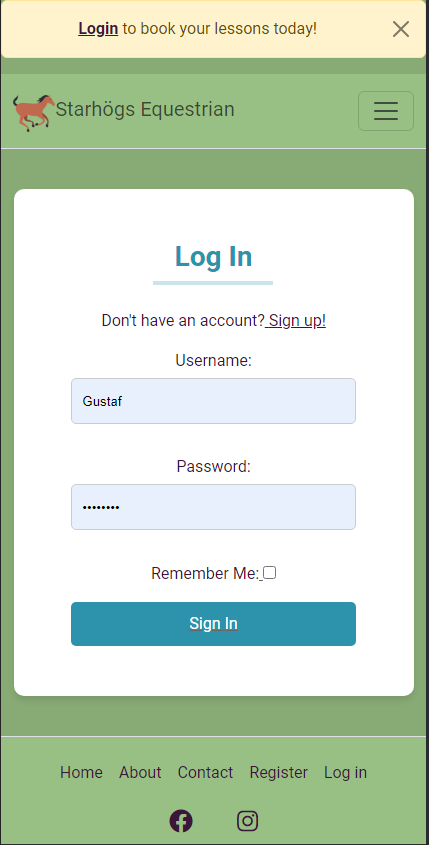 Login to book your lessons today!
Starhögs Equestrian
Log In
Don't have an account? Sign up!
Username:
Gustaf
Password:
••••••••
Remember Me:
Sign In
Home About Contact Register Log in